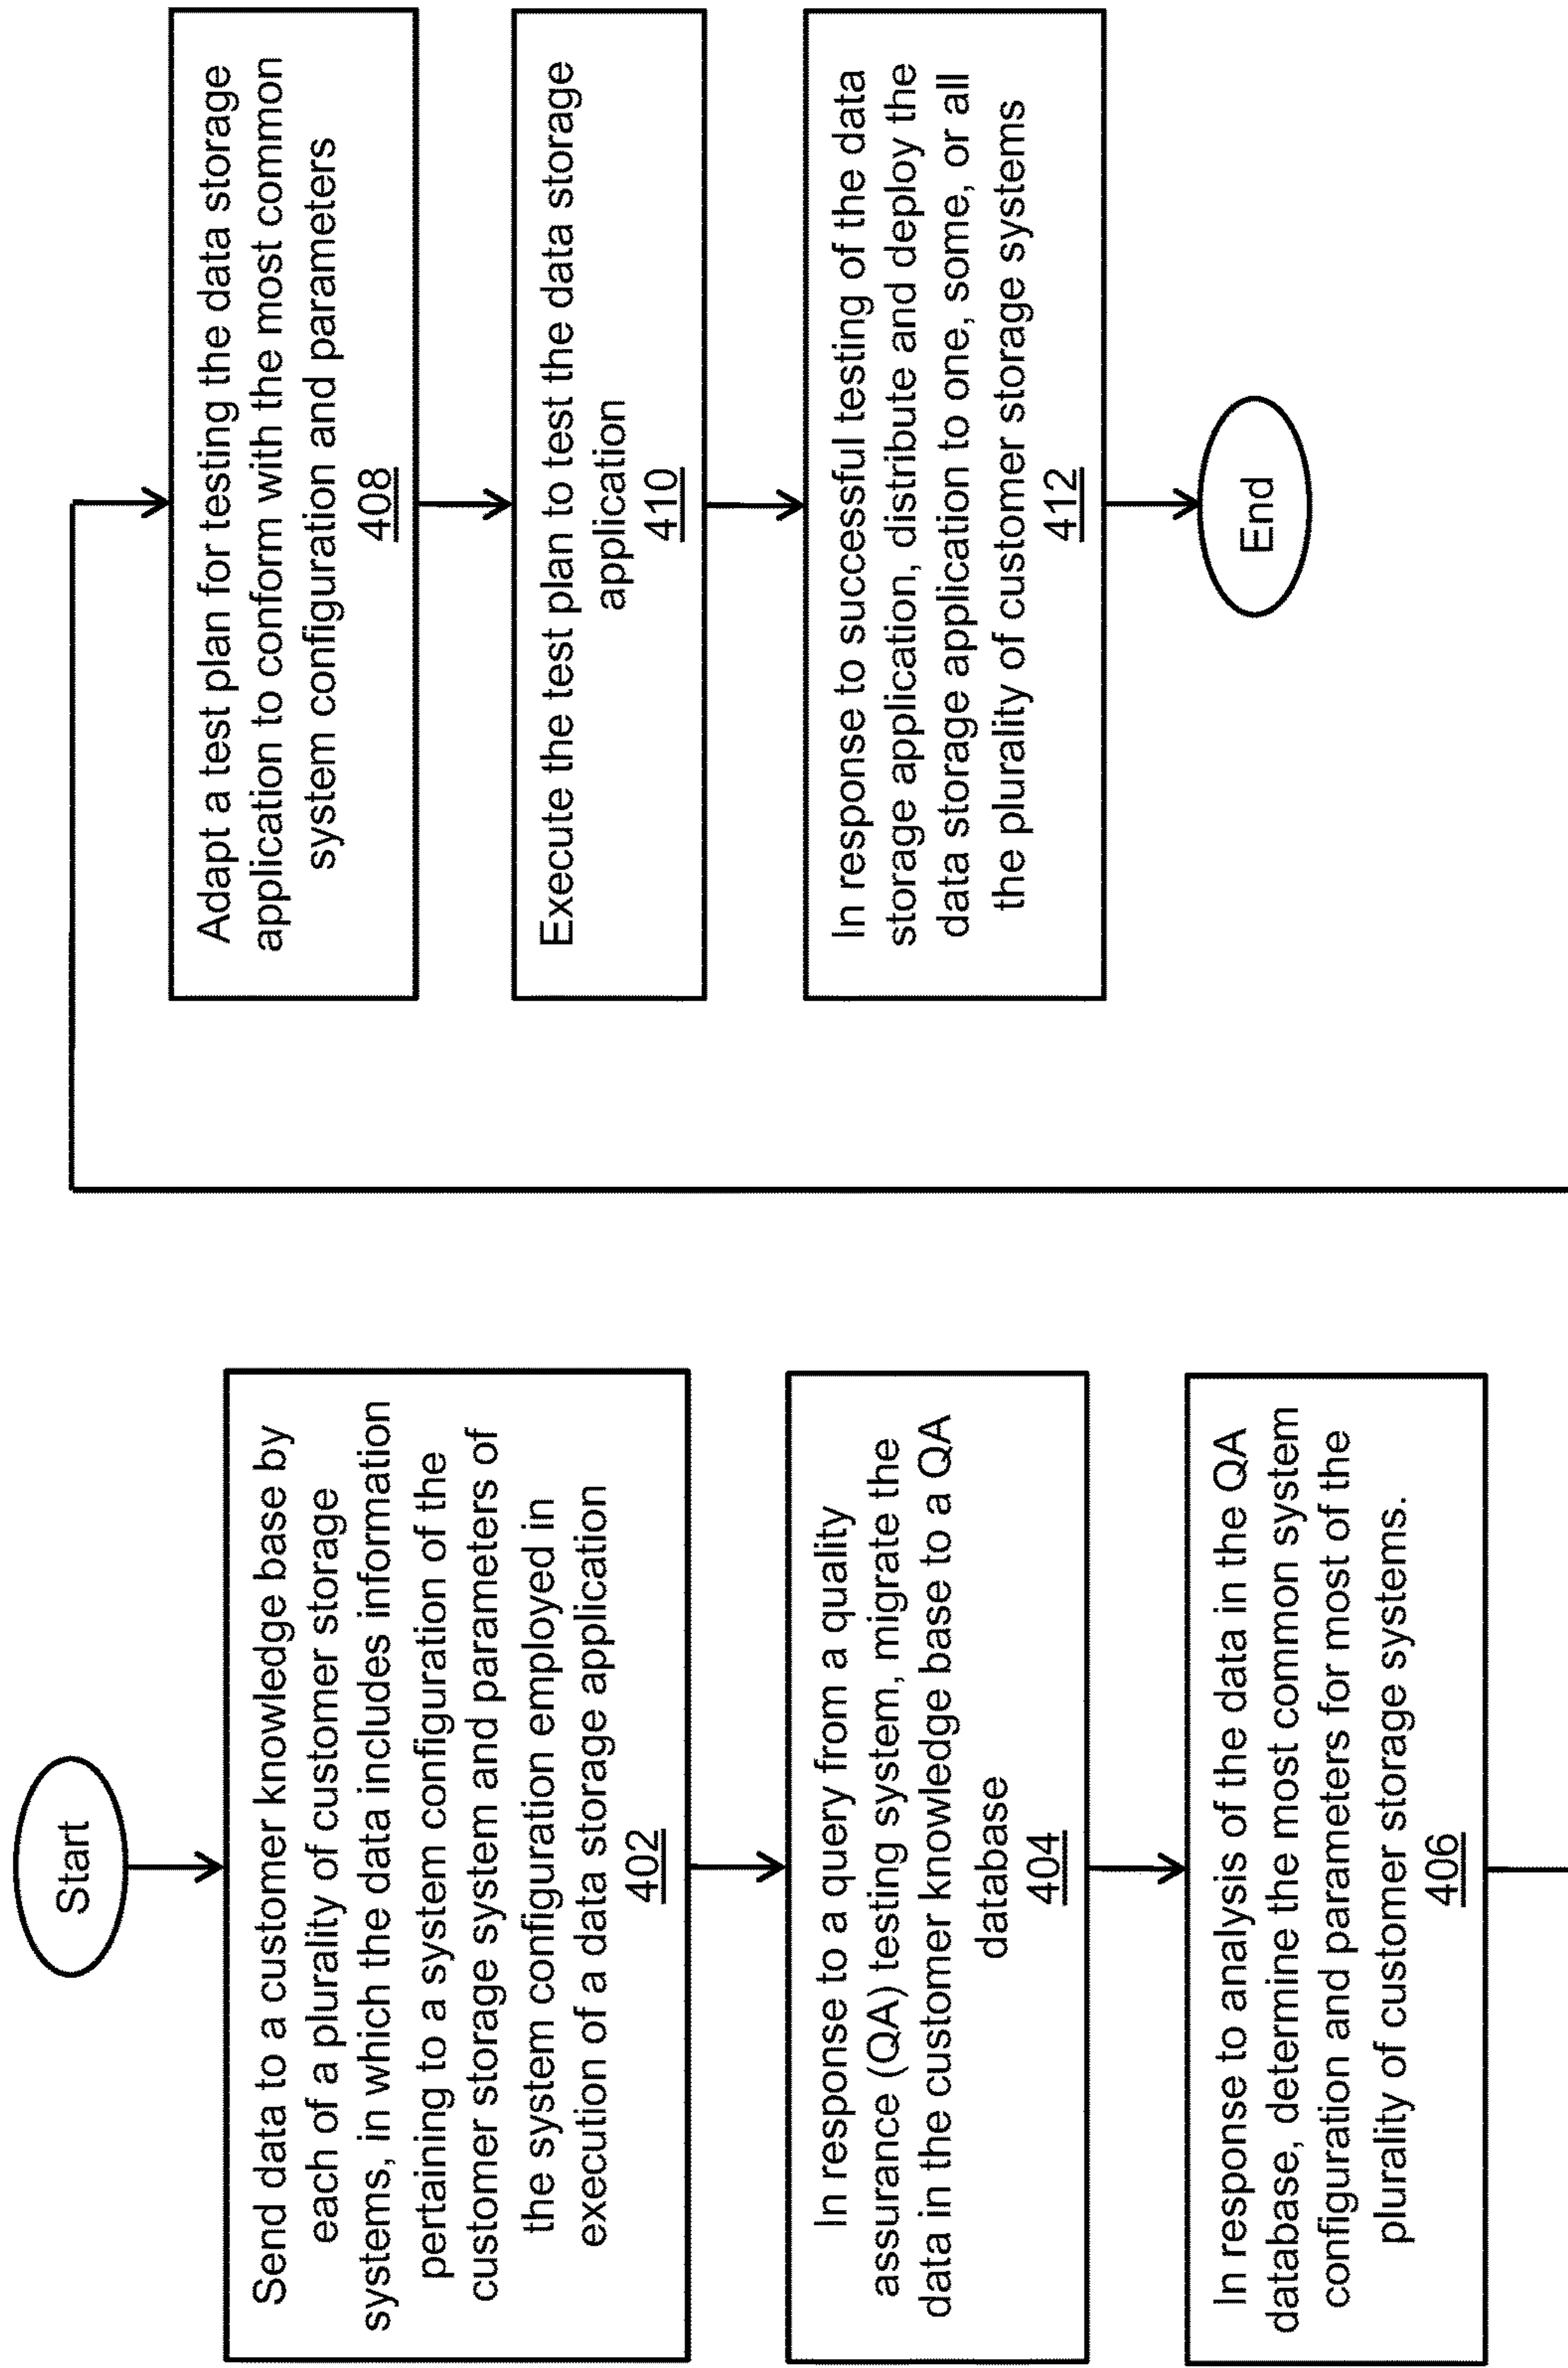 Start
Send data to a customer knowledge base by
each of a plurality of customer storage
systems, in which the data includes information
pertaining to a system configuration of the
customer storage system and parameters of
the system configuration employed in
execution of a data storage application
402
In response to a query from a quality
assurance (QA) testing system, migrate the
data in the customer knowledge base to a QA
database
404
In response to analysis of the data in the QA
database, determine the most common system
configuration and parameters for most of the
plurality of customer storage systems.
406
Adapt a test plan for testing the data storage
application to conform with the most common
system configuration and parameters
408
Execute the test plan to test the data storage
application
410
In response to successful testing of the data
storage application, distribute and deploy the
data storage application to one, some, or all
the plurality of customer storage systems
412
End